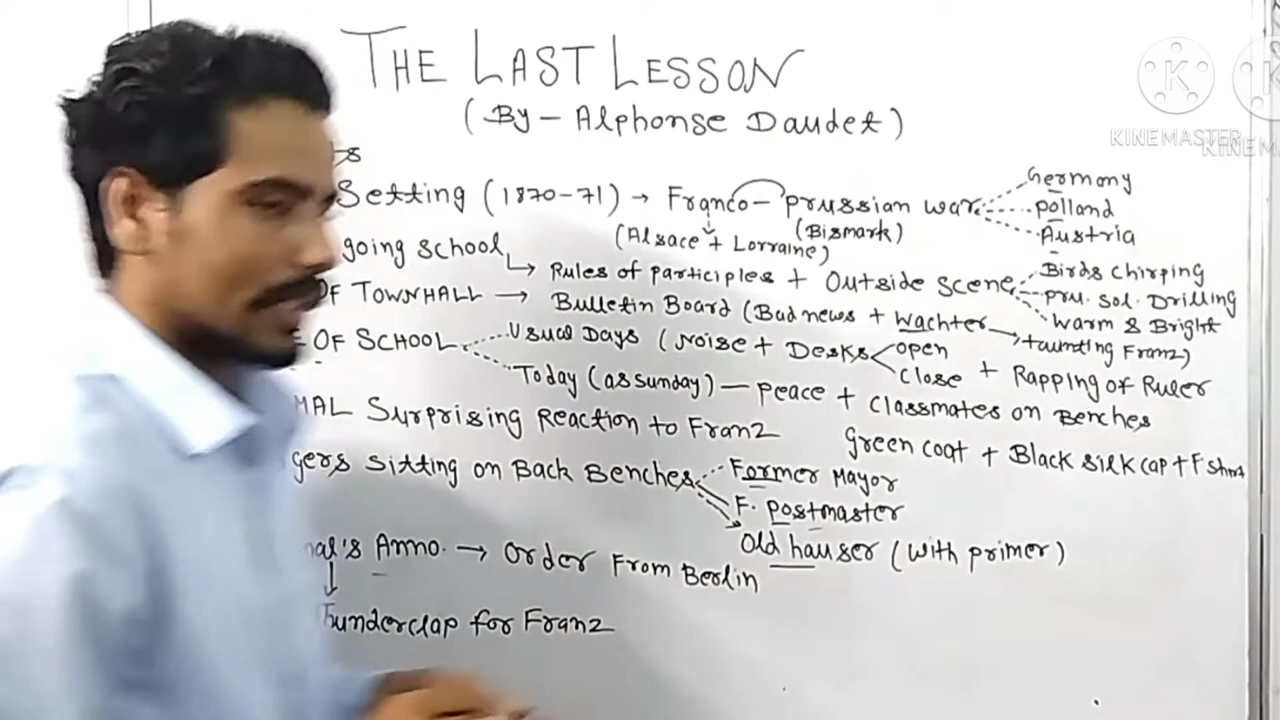 THE LAST LESSON
(By - Alphonse Daudet)
Setting (1870-71) → Franco - prussian war
Germany
polland
Austria
(Alsace + Lorraine)
(Bismark)
going school
Rules of participles + Outside scene
Birds Chirping
pru. sol. Drilling
Warm & Bright
OF TOWNHALL → Bulletin Board (Bad news + wachter → taunting Franz)
OF SCHOOL
Usual Days (Noise + Desks open close + Rapping of Ruler
Today (as sunday) - peace + classmates on Benches
Surprising Reaction to Franz
green coat + Black silk cap + F shirt
sitting on Back Benches
Former Mayor
F. postmaster
Old hauser (with primer)
Anno. → Order From Berlin
↓
Thunderclap for Franz
KINEMASTER